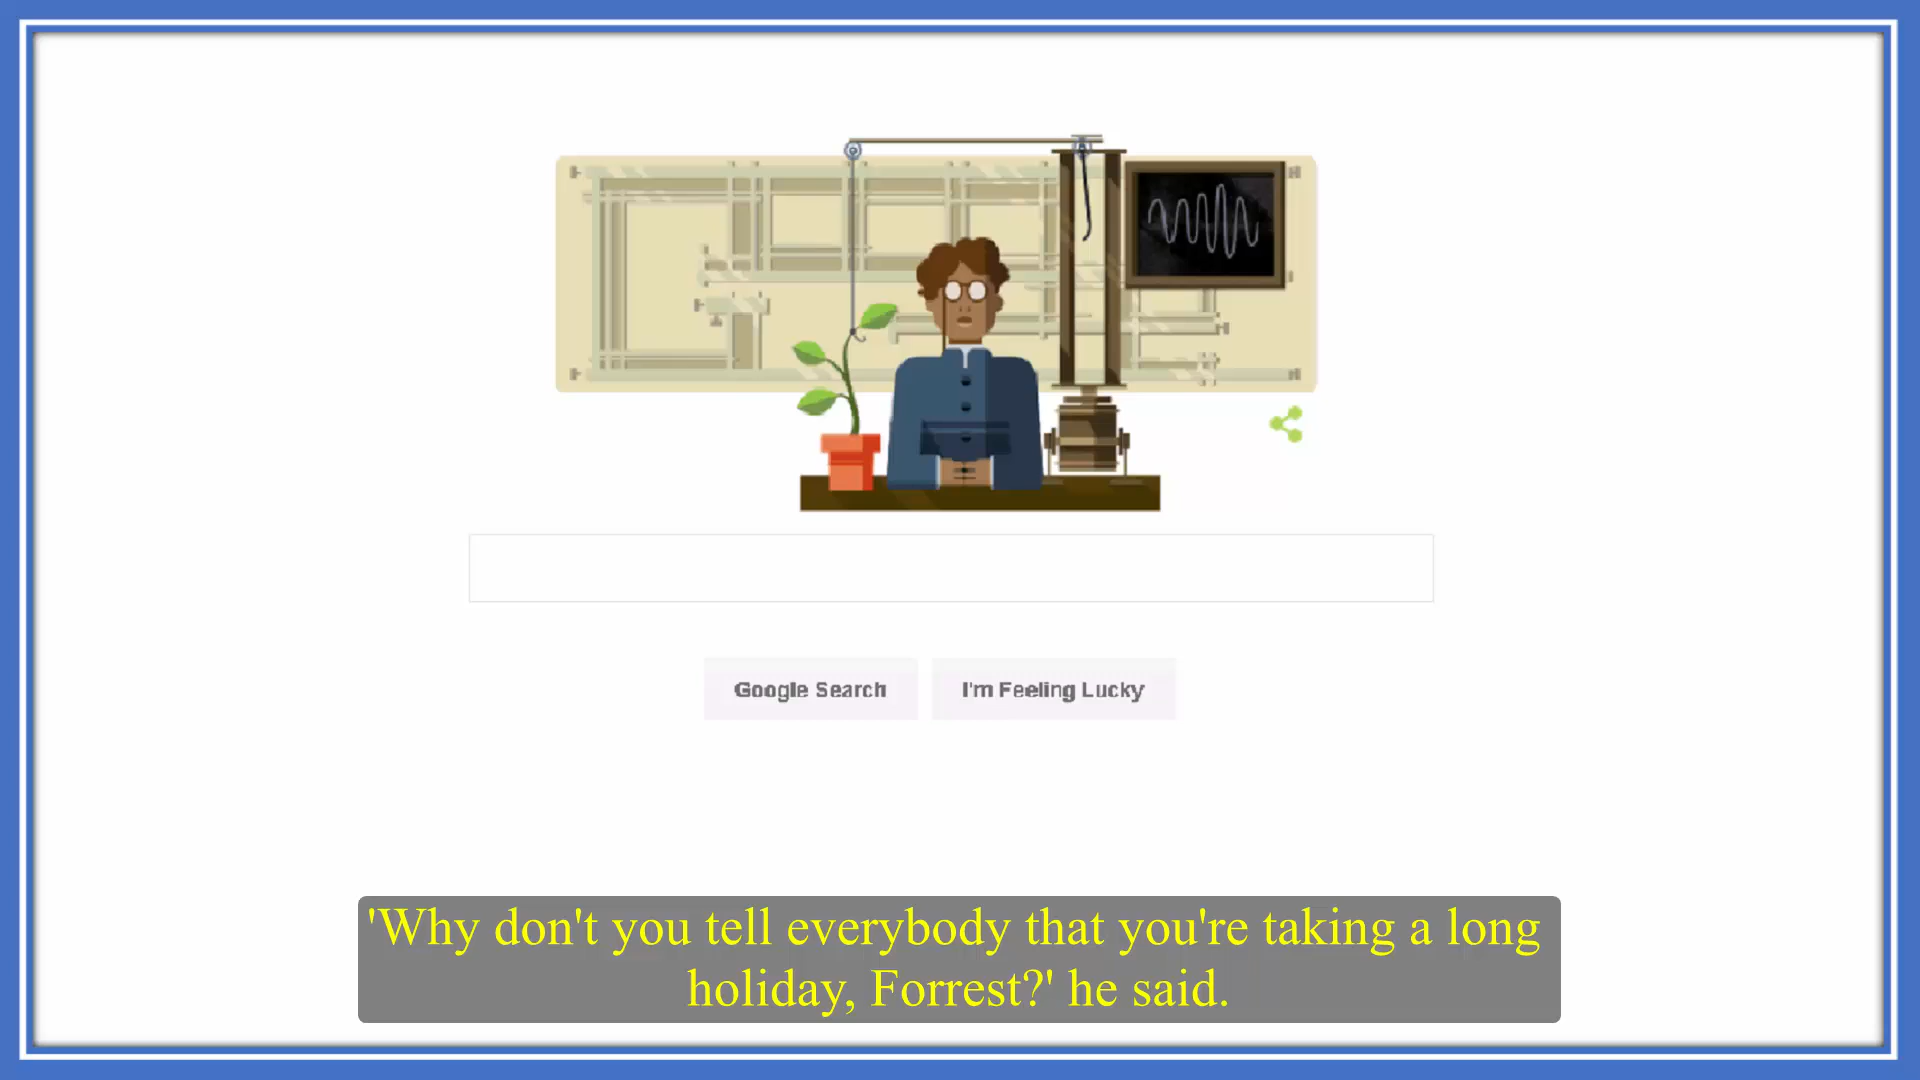 Google Search
I'm Feeling Lucky
'Why don't you tell everybody that you're taking a long
holiday, Forrest?' he said.